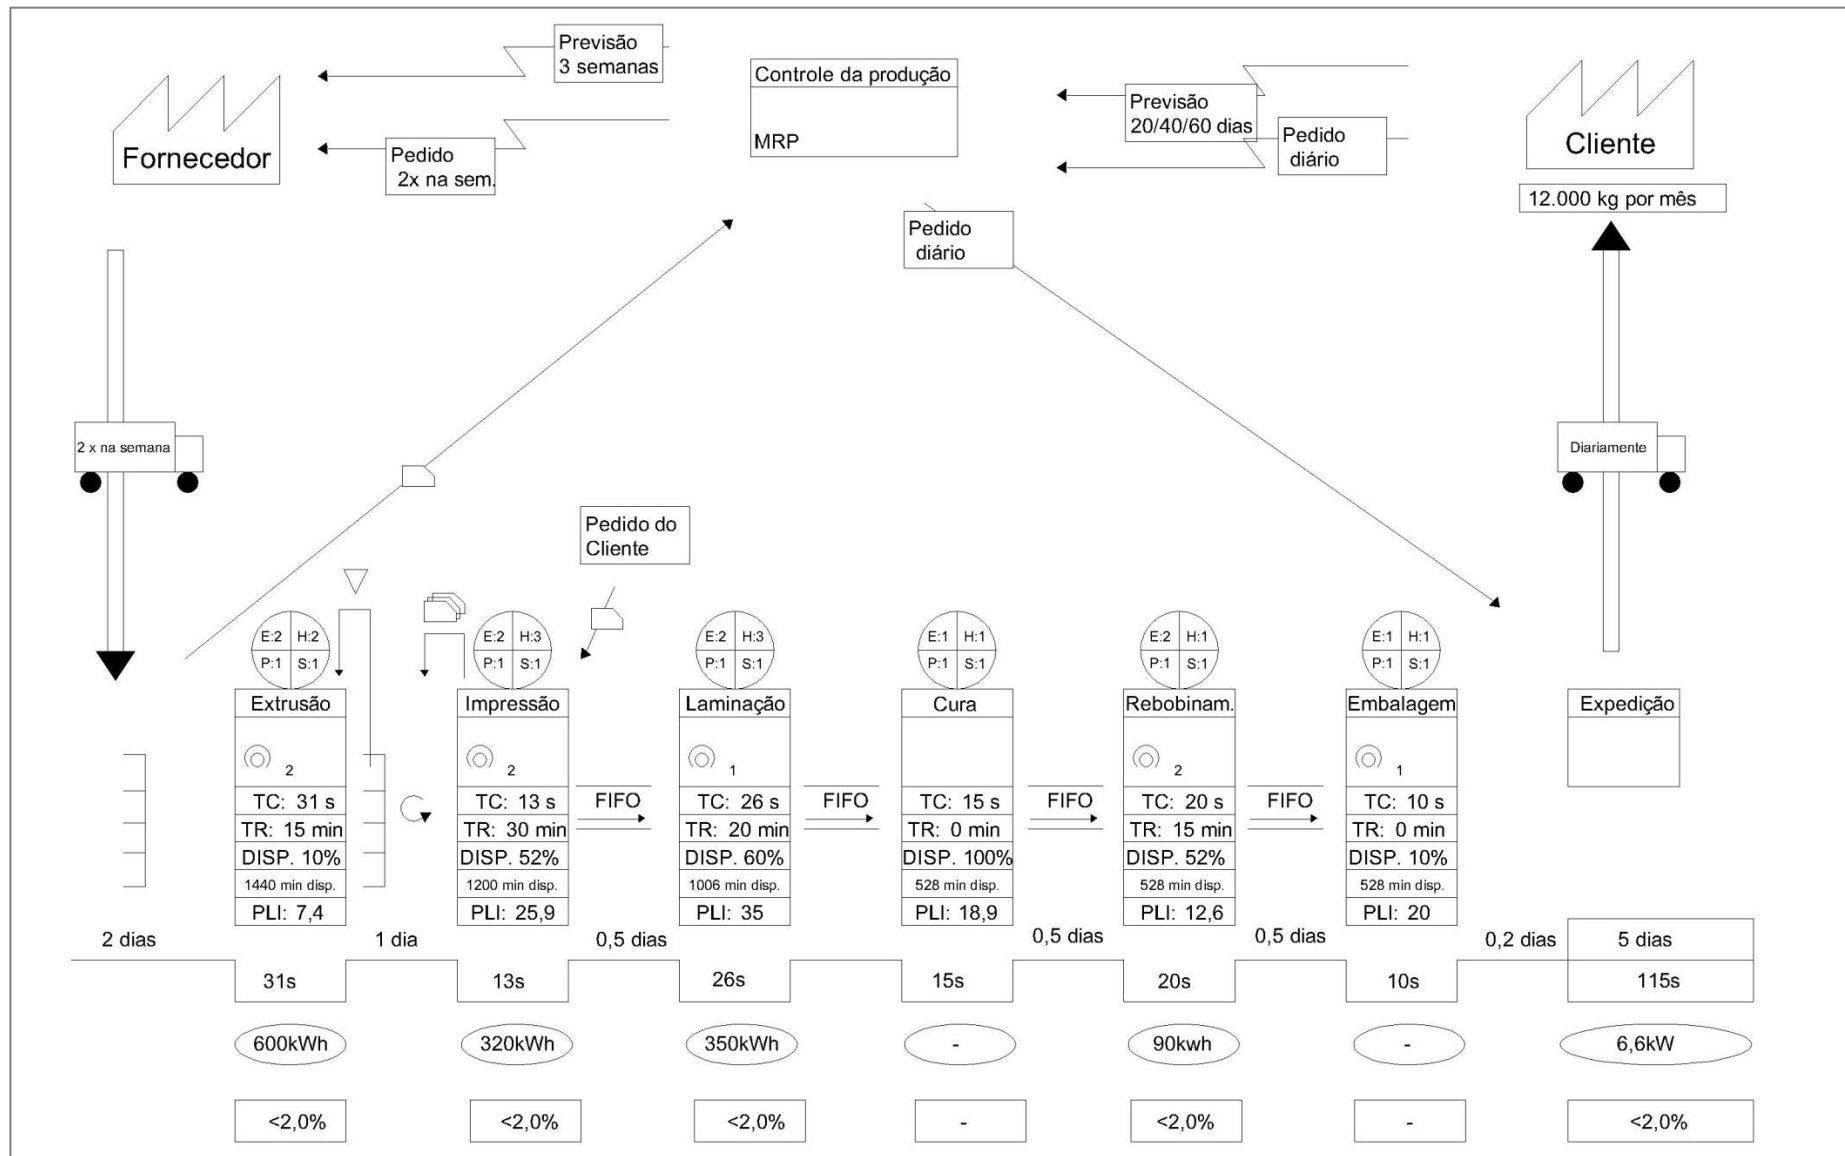 Previsão
3 semanas
Controle da produção
MRP
Previsão
20/40/60 dias
Pedido
diário
Cliente
12.000 kg por mês
Fornecedor
Pedido
2x na sem.
Pedido
diário
2 x na semana
Diariamente
Pedido do
Cliente
E:2 H:2
P:1 S:1
E:2 H:3
P:1 S:1
E:2 H:3
P:1 S:1
E:1 H:1
P:1 S:1
E:2 H:1
P:1 S:1
E:1 H:1
P:1 S:1
Extrusão
2
TC: 31 s
TR: 15 min
DISP. 10%
1440 min disp.
PLI: 7,4
Impressão
2
TC: 13 s
TR: 30 min
DISP. 52%
1200 min disp.
PLI: 25,9
FIFO
Laminação
1
TC: 26 s
TR: 20 min
DISP. 60%
1006 min disp.
PLI: 35
FIFO
Cura
TC: 15 s
TR: 0 min
DISP. 100%
528 min disp.
PLI: 18,9
FIFO
Rebobinam.
2
TC: 20 s
TR: 15 min
DISP. 52%
528 min disp.
PLI: 12,6
FIFO
Embalagem
1
TC: 10 s
TR: 0 min
DISP. 10%
528 min disp.
PLI: 20
Expedição
2 dias
1 dia
0,5 dias
0,5 dias
0,5 dias
0,2 dias
5 dias
31s
13s
26s
15s
20s
10s
115s
600kWh
320kWh
350kWh
-
90kwh
-
6,6kW
<2,0%
<2,0%
<2,0%
-
<2,0%
-
<2,0%